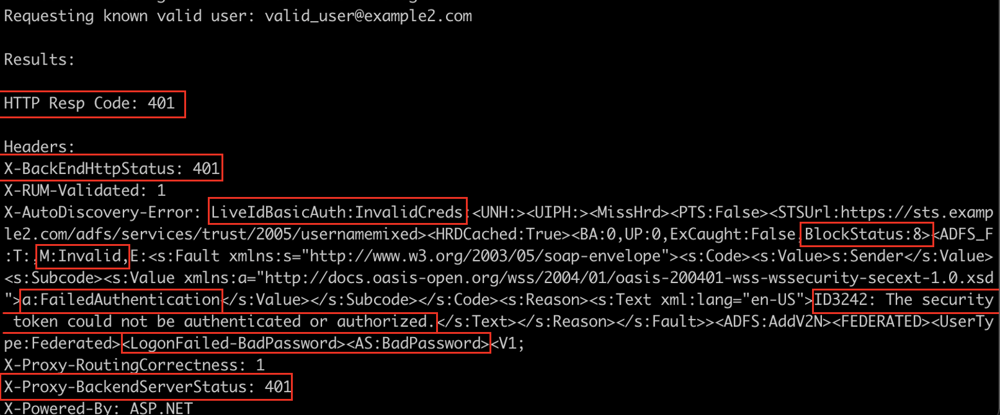 Requesting known valid user: valid_user@example2.com
Results:
HTTP Resp Code: 401
Headers:
X-BackEndHttpStatus: 401
X-RUM-Validated: 1
X-AutoDiscovery-Error: LiveIdBasicAuth:InvalidCreds:<UNH:><UIPH:><MissHrd><PTS:False><STSUrl:https://sts.examp
le2.com/adfs/services/trust/2005/usernamemixed><HRDCached:True><BA:0,UP:0,ExCaught:False,BlockStatus:8><ADFS_F
:T:,M:Invalid,E:<s:Fault xmlns:s="http://www.w3.org/2003/05/soap-envelope"><s:Code><s:Value>s:Sender</s:Value>
<s:Subcode><s:Value xmlns:a="http://docs.oasis-open.org/wss/2004/01/oasis-200401-wss-wssecurity-secext-1.0.xsd
">a:FailedAuthentication</s:Value></s:Subcode></s:Code><s:Reason><s:Text xml:lang="en-US">ID3242: The security
token could not be authenticated or authorized.</s:Text></s:Reason></s:Fault>><ADFS:AddV2N><FEDERATED><UserTy
pe:Federated><LogonFailed-BadPassword><AS:BadPassword><V1;
X-Proxy-RoutingCorrectness: 1
X-Proxy-BackendServerStatus: 401
X-Powered-By: ASP.NET